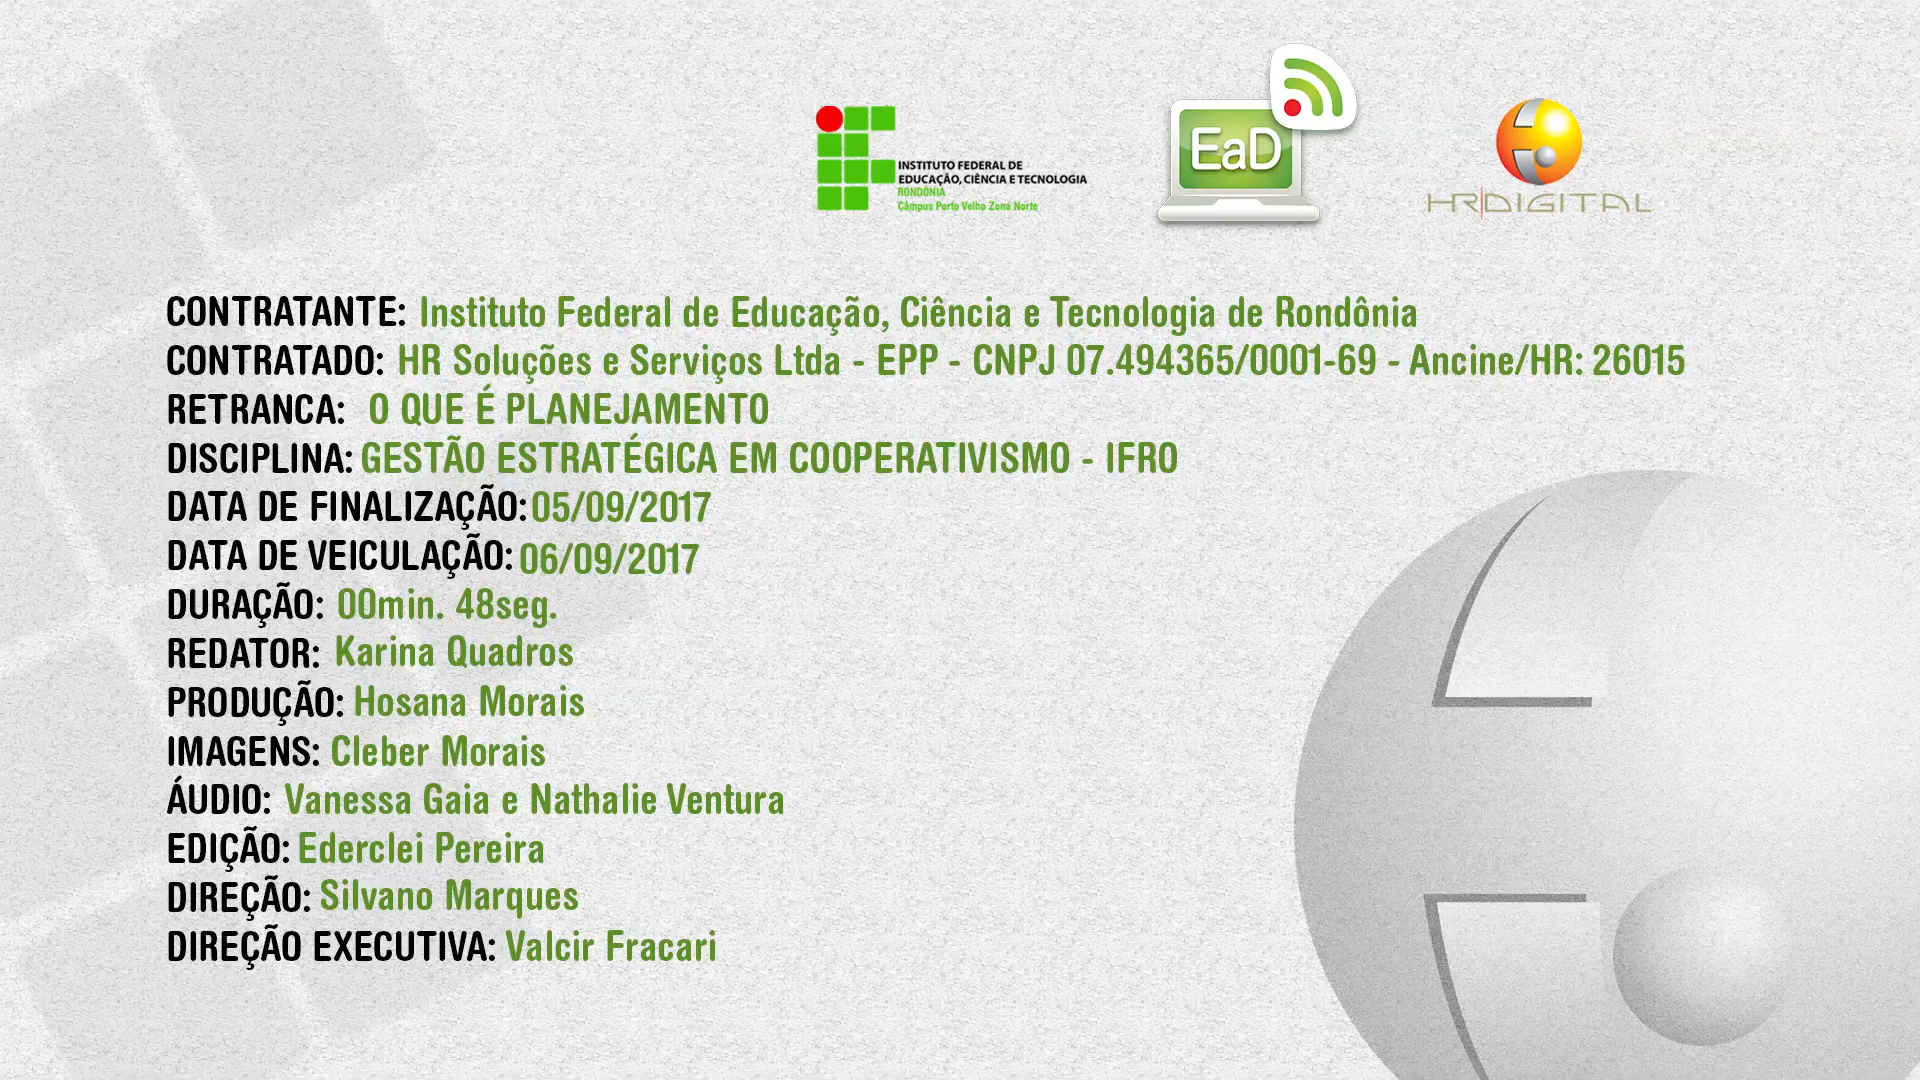 INSTITUTO FEDERAL DE
EDUCAÇÃO, CIÊNCIA E TECNOLOGIA
RONDÔNIA
Câmpus Porto Velho Zona Norte
EaD
HR|DIGITAL
CONTRATANTE: Instituto Federal de Educação, Ciência e Tecnologia de Rondônia
CONTRATADO: HR Soluções e Serviços Ltda - EPP - CNPJ 07.494365/0001-69 - Ancine/HR: 26015
RETRANCA: O QUE É PLANEJAMENTO
DISCIPLINA: GESTÃO ESTRATÉGICA EM COOPERATIVISMO - IFRO
DATA DE FINALIZAÇÃO: 05/09/2017
DATA DE VEICULAÇÃO: 06/09/2017
DURAÇÃO: 00min. 48seg.
REDATOR: Karina Quadros
PRODUÇÃO: Hosana Morais
IMAGENS: Cleber Morais
ÁUDIO: Vanessa Gaia e Nathalie Ventura
EDIÇÃO: Ederclei Pereira
DIREÇÃO: Silvano Marques
DIREÇÃO EXECUTIVA: Valcir Fracari